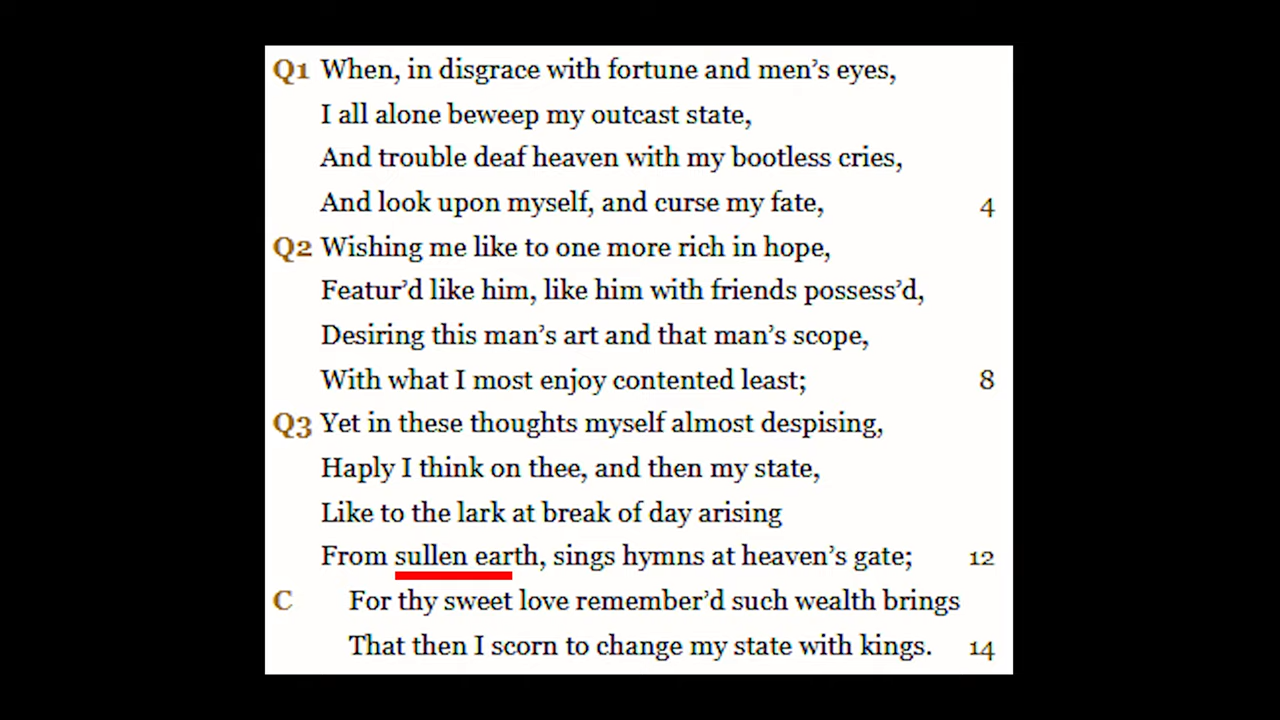 Q1 When, in disgrace with fortune and men’s eyes,
I all alone beweep my outcast state,
And trouble deaf heaven with my bootless cries,
And look upon myself, and curse my fate, 4
Q2 Wishing me like to one more rich in hope,
Featur’d like him, like him with friends possess’d,
Desiring this man’s art and that man’s scope,
With what I most enjoy contented least; 8
Q3 Yet in these thoughts myself almost despising,
Haply I think on thee, and then my state,
Like to the lark at break of day arising
From sullen earth, sings hymns at heaven’s gate; 12
C For thy sweet love remember’d such wealth brings
That then I scorn to change my state with kings. 14